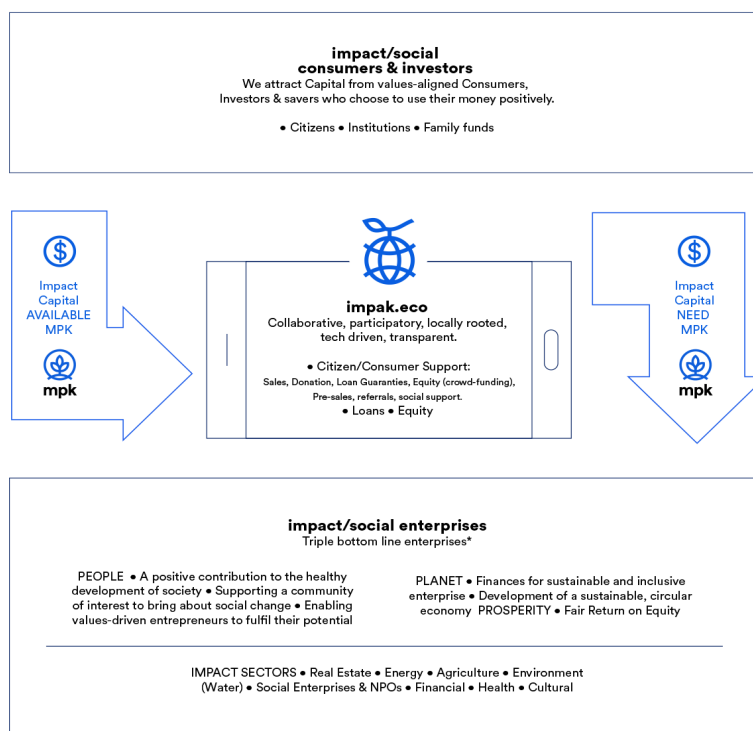 impact/social
consumers & investors
We attract Capital from values-aligned Consumers,
Investors & savers who choose to use their money positively.
● Citizens ● Institutions ● Family funds
$
Impact
Capital
AVAILABLE
MPK
mpk
impak.eco
Collaborative, participatory, locally rooted,
tech driven, transparent.
● Citizen/Consumer Support:
Sales, Donation, Loan Guaranties, Equity (crowd-funding),
Pre-sales, referrals, social support.
● Loans ● Equity
$
Impact
Capital
NEED
MPK
mpk
impact/social enterprises
Triple bottom line enterprises*
PEOPLE ● A positive contribution to the healthy
development of society ● Supporting a community
of interest to bring about social change ● Enabling
values-driven entrepreneurs to fulfil their potential
PLANET ● Finances for sustainable and inclusive
enterprise ● Development of a sustainable, circular
economy PROSPERITY ● Fair Return on Equity
IMPACT SECTORS ● Real Estate ● Energy ● Agriculture ● Environment
(Water) ● Social Enterprises & NPOs ● Financial ● Health ● Cultural